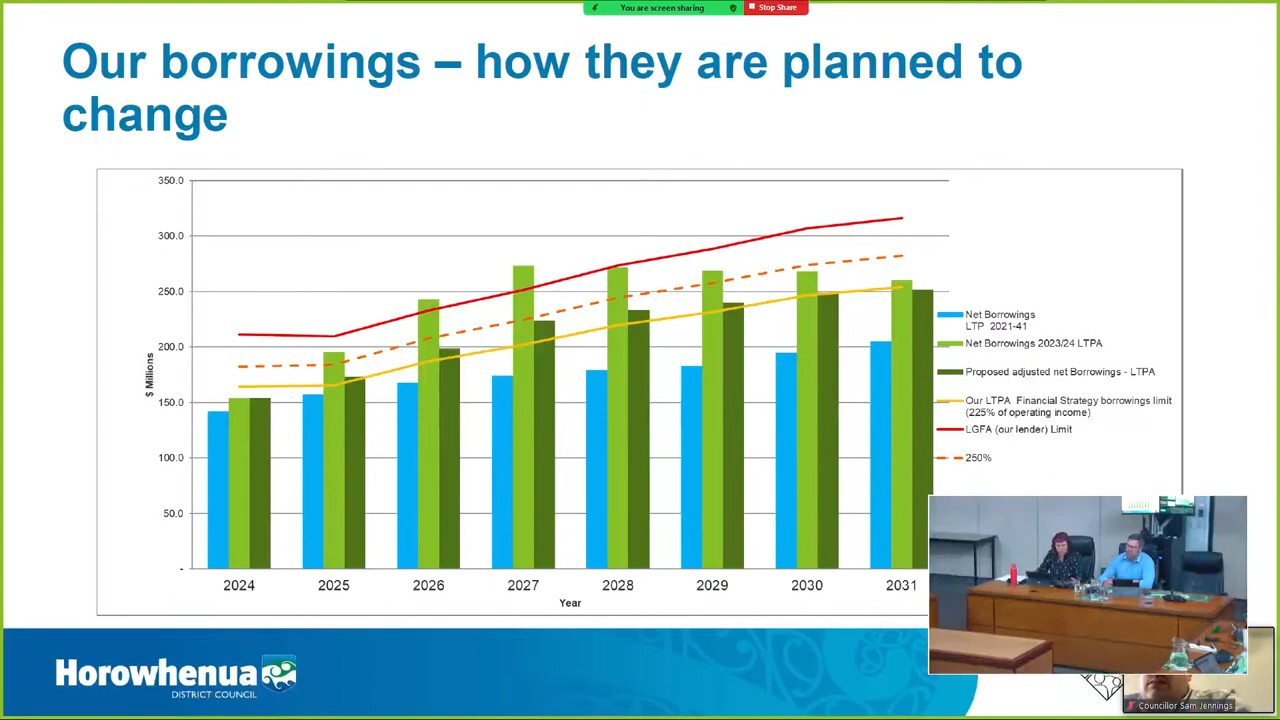 You are screen sharing
Stop Share
Our borrowings – how they are planned to
change
350.0
300.0
250.0
200.0
150.0
100.0
50.0
-
$ Millions
2024 2025 2026 2027 2028 2029 2030 2031
Year
Net Borrowings
LTP 2021-41
Net Borrowings 2023/24 LTPA
Proposed adjusted net Borrowings - LTPA
Our LTPA Financial Strategy borrowings limit
(225% of operating income)
LGFA (our lender) Limit
250%
Horowhenua
DISTRICT COUNCIL
Councillor Sam Jennings